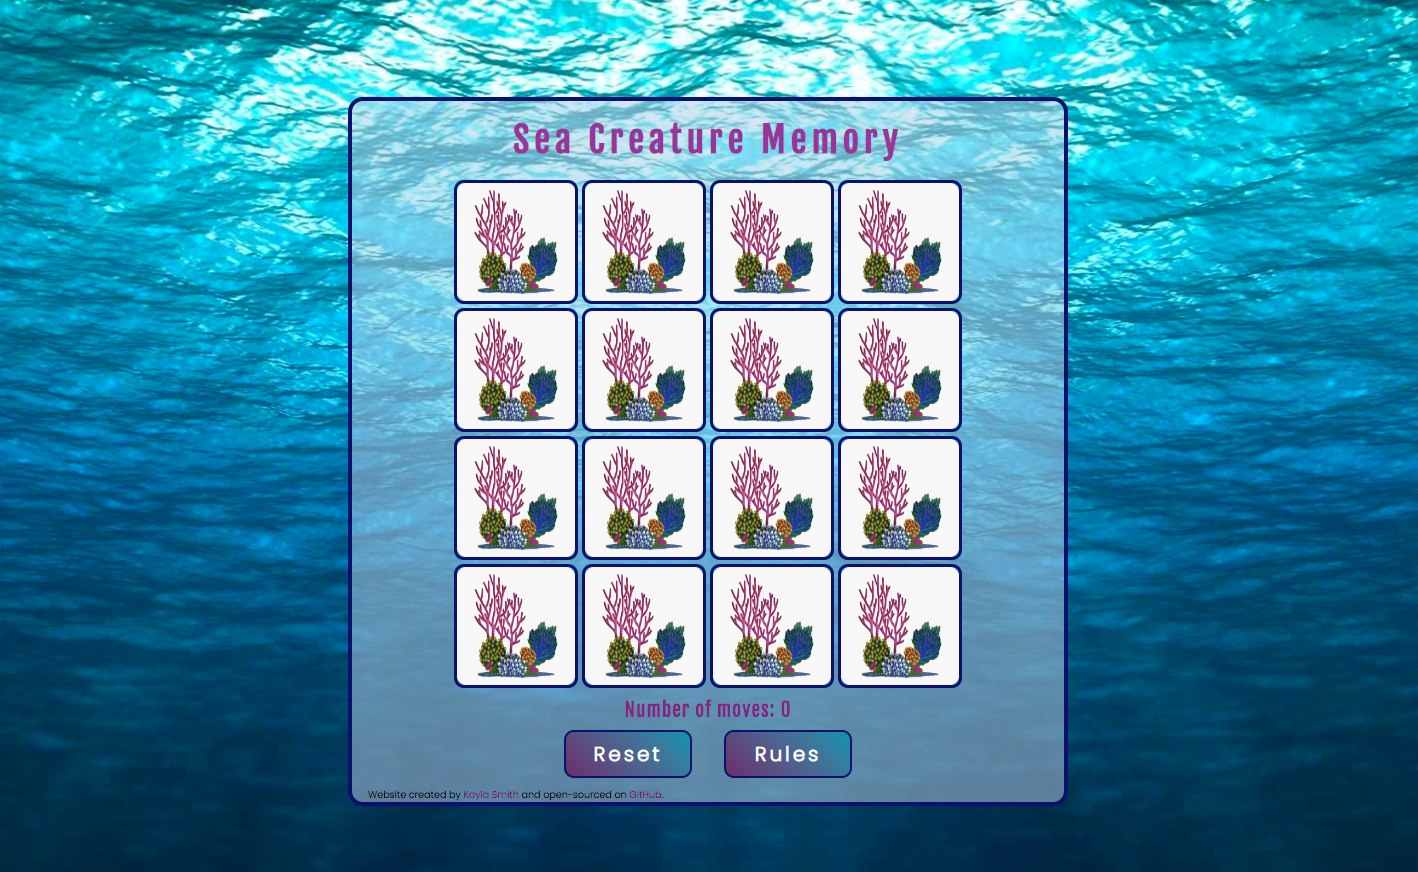 Sea Creature Memory
Number of moves: 0
Reset
Rules
Website created by Kayla Smith and open-sourced on GitHub.